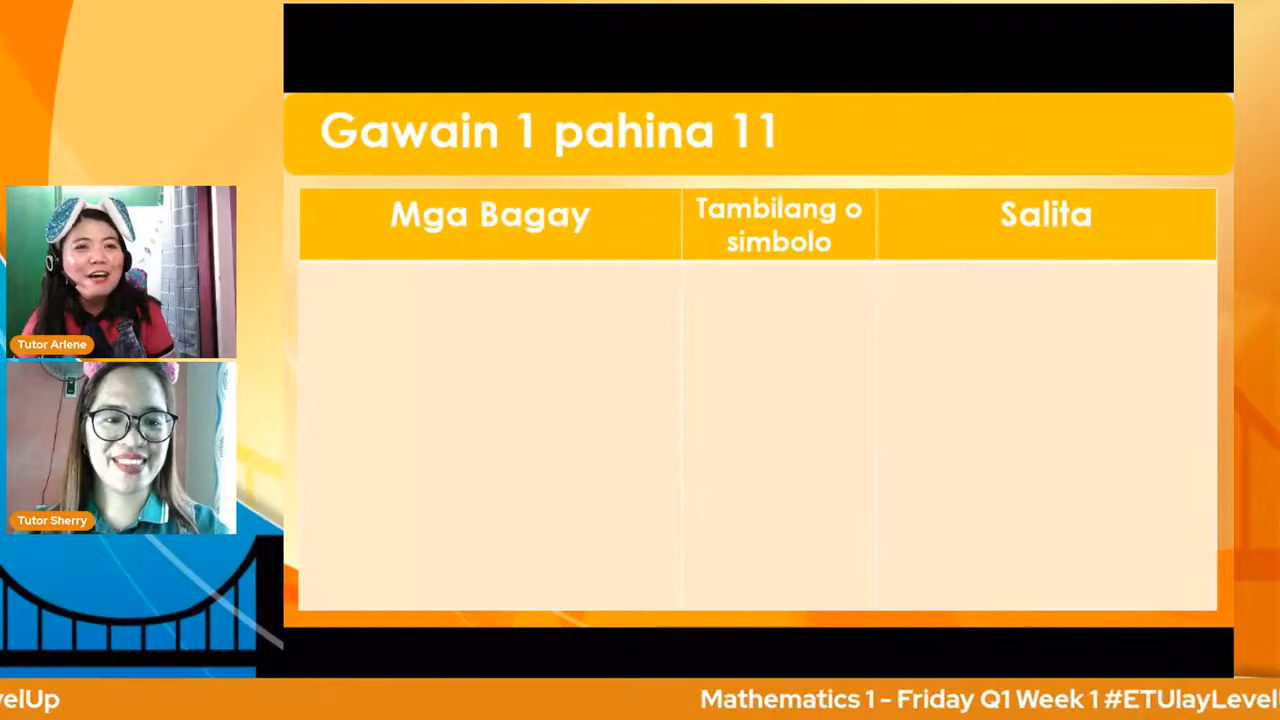 Gawain 1 pahina 11
Mga Bagay
Tambilang o
simbolo
Salita
Tutor Arlene
Tutor Sherry
velUp
Mathematics 1 - Friday Q1 Week 1 #ETUlayLevel